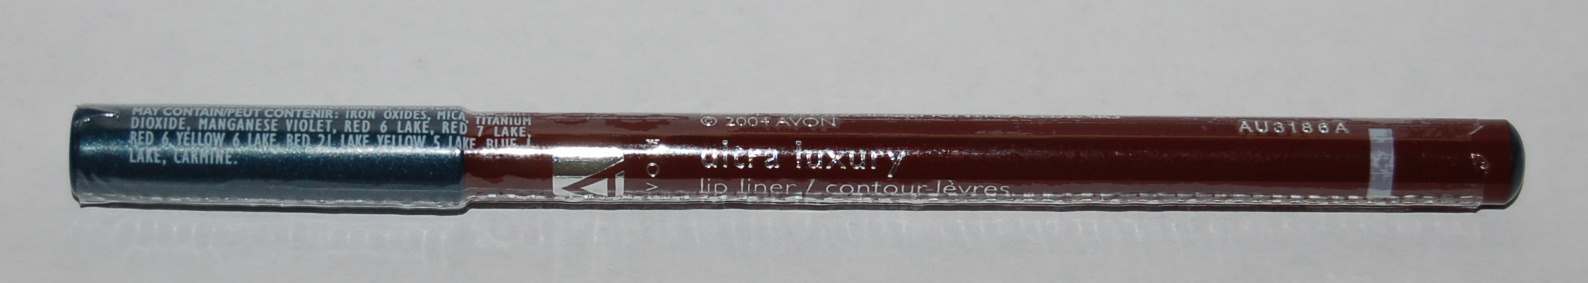 MAY CONTAIN/PEUT CONTENIR: IRON OXIDES, MICA, TITANIUM
DIOXIDE, MANGANESE VIOLET, RED 6 LAKE, RED 7 LAKE,
RED 6 YELLOW 6 LAKE RED 21 LAKE YELLOW 5 LAKE BLUE 1
LAKE, CARMINE.
AVON
© 2004 AVON
ultra luxury
lip liner / contour lèvres
AU3186A